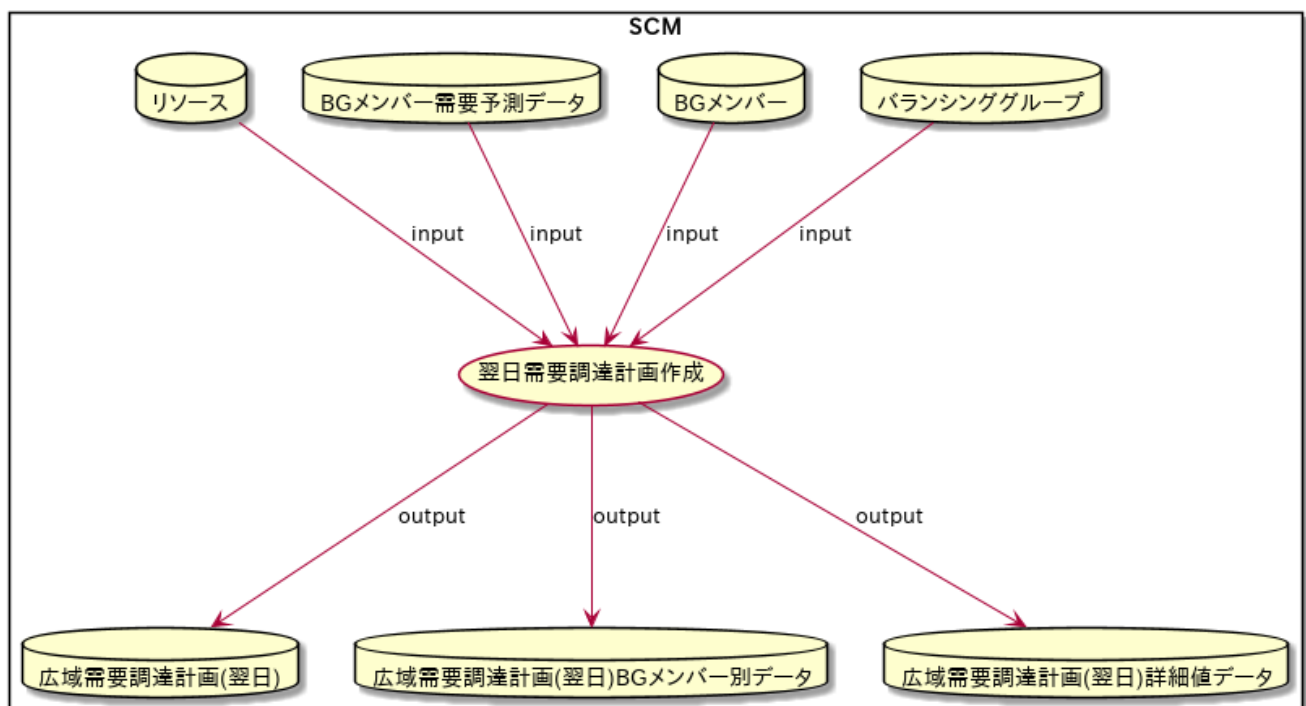 SCM
リソース
BGメンバー需要予測データ
BGメンバー
バランシンググループ
input
input
input
input
翌日需要調達計画作成
output
output
output
広域需要調達計画(翌日)
広域需要調達計画(翌日)BGメンバー別データ
広域需要調達計画(翌日)詳細値データ